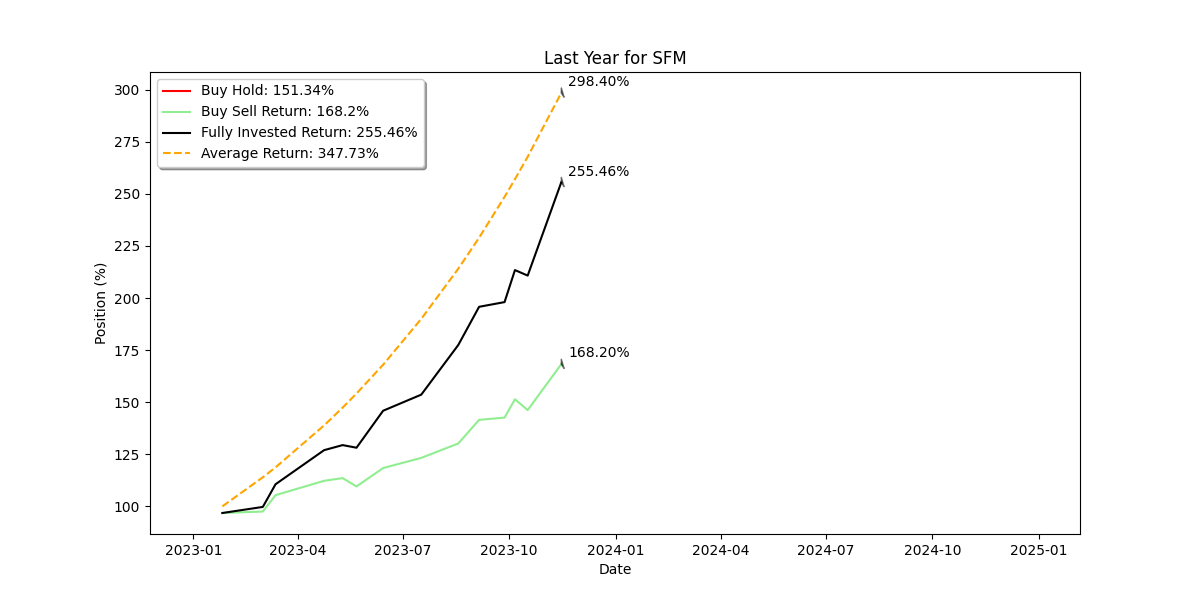 Last Year for SFM
Buy Hold: 151.34%
Buy Sell Return: 168.2%
Fully Invested Return: 255.46%
Average Return: 347.73%
298.40%
255.46%
168.20%
300
275
250
225
200
175
150
125
100
Position (%)
2023-01 2023-04 2023-07 2023-10 2024-01 2024-04 2024-07 2024-10 2025-01
Date